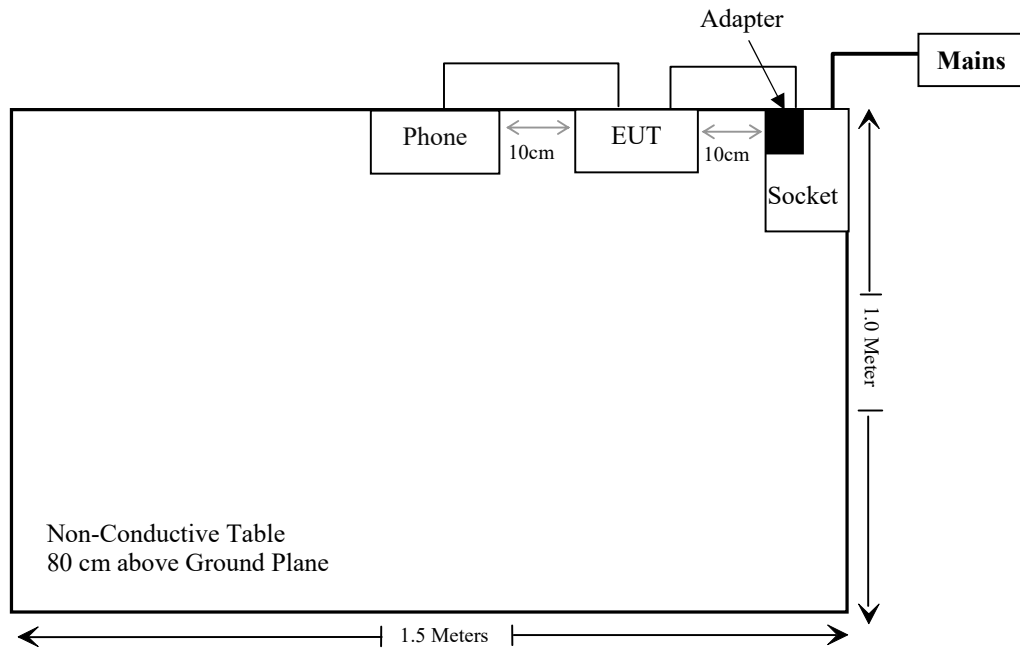 Adapter
Mains
Phone
10cm
EUT
10cm
Socket
1.0 Meter
Non-Conductive Table
80 cm above Ground Plane
1.5 Meters